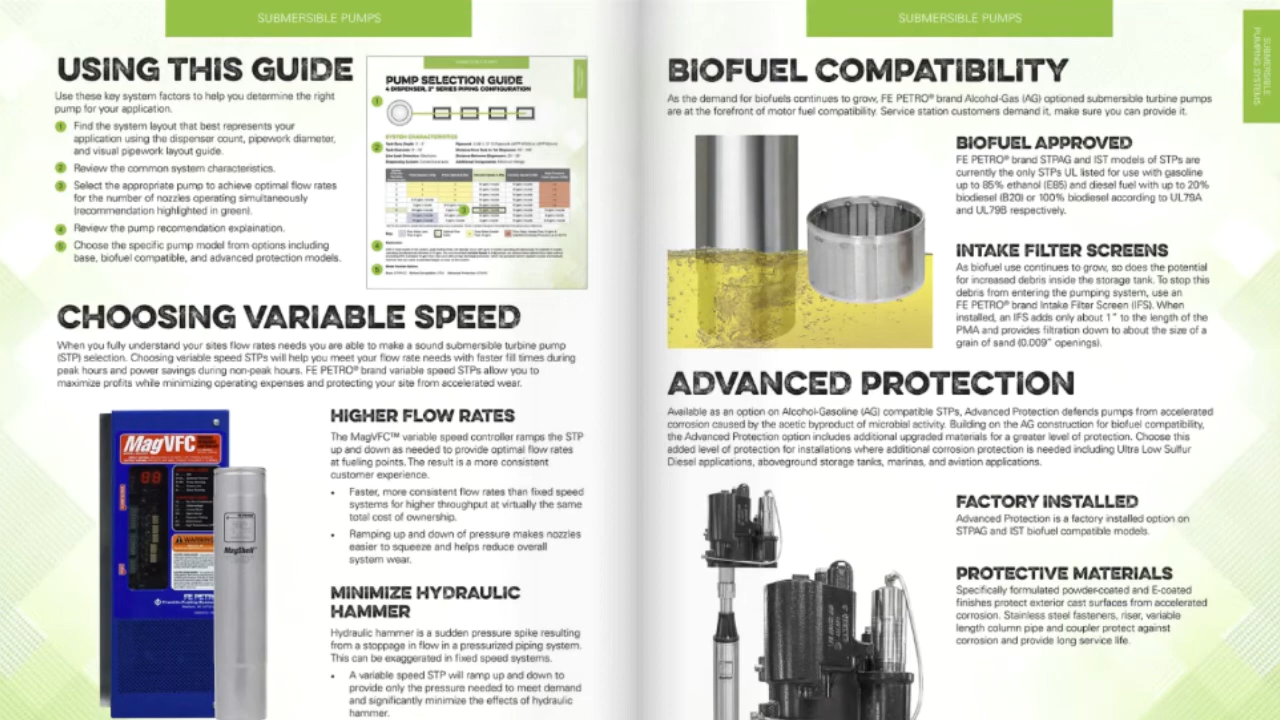 SUBMERSIBLE PUMPS
USING THIS GUIDE
Use these key system factors to help you determine the right
pump for your application.
1 Find the system layout that best represents your
application using the dispenser count, pipework diameter,
and visual pipework layout guide.
2 Review the common system characteristics.
3 Select the appropriate pump to achieve optimal flow rates
for the number of nozzles operating simultaneously
(recommendation highlighted in green).
4 Review the pump recomendation explaination.
5 Choose the specific pump model from options including
base, biofuel compatible, and advanced protection models.
PUMP SELECTION GUIDE
4 DISPENSER, 2" SERIES PIPING CONFIGURATION
SYSTEM CHARACTERISTICS
CHOOSING VARIABLE SPEED
When you fully understand your sites flow rates needs you are able to make a sound submersible turbine pump
(STP) selection. Choosing variable speed STPs will help you meet your flow rate needs with faster fill times during
peak hours and power savings during non-peak hours. FE PETRO® brand variable speed STPs allow you to
maximize profits while minimizing operating expenses and protecting your site from accelerated wear.
MagVFC
WARNING
FE PETRO
MagShell
HIGHER FLOW RATES
The MagVFC™ variable speed controller ramps the STP
up and down as needed to provide optimal flow rates
at fueling points. The result is a more consistent
customer experience.
• Faster, more consistent flow rates than fixed speed
systems for higher throughput at virtually the same
total cost of ownership.
• Ramping up and down of pressure makes nozzles
easier to squeeze and helps reduce overall
system wear.
MINIMIZE HYDRAULIC
HAMMER
Hydraulic hammer is a sudden pressure spike resulting
from a stoppage in flow in a pressurized piping system.
This can be exaggerated in fixed speed systems.
• A variable speed STP will ramp up and down to
provide only the pressure needed to meet demand
and significantly minimize the effects of hydraulic
hammer.
SUBMERSIBLE PUMPS
SUBMERSIBLE
PUMPING SYSTEMS
BIOFUEL COMPATIBILITY
As the demand for biofuels continues to grow, FE PETRO® brand Alcohol-Gas (AG) optioned submersible turbine pumps
are at the forefront of motor fuel compatibility. Service station customers demand it, make sure you can provide it.
BIOFUEL APPROVED
FE PETRO® brand STPAG and IST models of STPs are
currently the only STPs UL listed for use with gasoline
up to 85% ethanol (E85) and diesel fuel with up to 20%
biodiesel (B20) or 100% biodiesel according to UL79A
and UL79B respectively.
INTAKE FILTER SCREENS
As biofuel use continues to grow, so does the potential
for increased debris inside the storage tank. To stop this
debris from entering the pumping system, use an
FE PETRO® brand Intake Filter Screen (IFS). When
installed, an IFS adds only about 1" to the length of the
PMA and provides filtration down to about the size of a
grain of sand (0.009" openings).
ADVANCED PROTECTION
Available as an option on Alcohol-Gasoline (AG) compatible STPs, Advanced Protection defends pumps from accelerated
corrosion caused by the acetic byproduct of microbial activity. Building on the AG construction for biofuel compatibility,
the Advanced Protection option includes additional upgraded materials for a greater level of protection. Choose this
added level of protection for installations where additional corrosion protection is needed including Ultra Low Sulfur
Diesel applications, aboveground storage tanks, marinas, and aviation applications.
FACTORY INSTALLED
Advanced Protection is a factory installed option on
STPAG and IST biofuel compatible models.
PROTECTIVE MATERIALS
Specifically formulated powder-coated and E-coated
finishes protect exterior cast surfaces from accelerated
corrosion. Stainless steel fasteners, riser, variable
length column pipe and coupler protect against
corrosion and provide long service life.